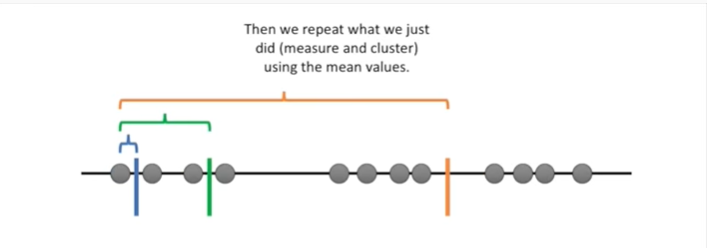 Then we repeat what we just
did (measure and cluster)
using the mean values.